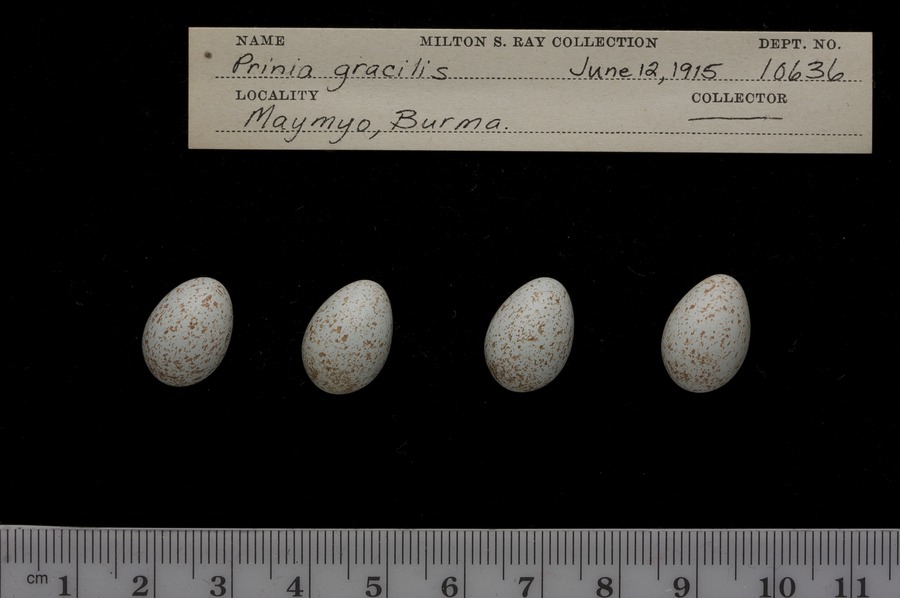 NAME MILTON S. RAY COLLECTION DEPT. NO.
Prinia gracilis June 12, 1915 10636
LOCALITY COLLECTOR
Maymyo, Burma.
cm 1 2 3 4 5 6 7 8 9 10 11